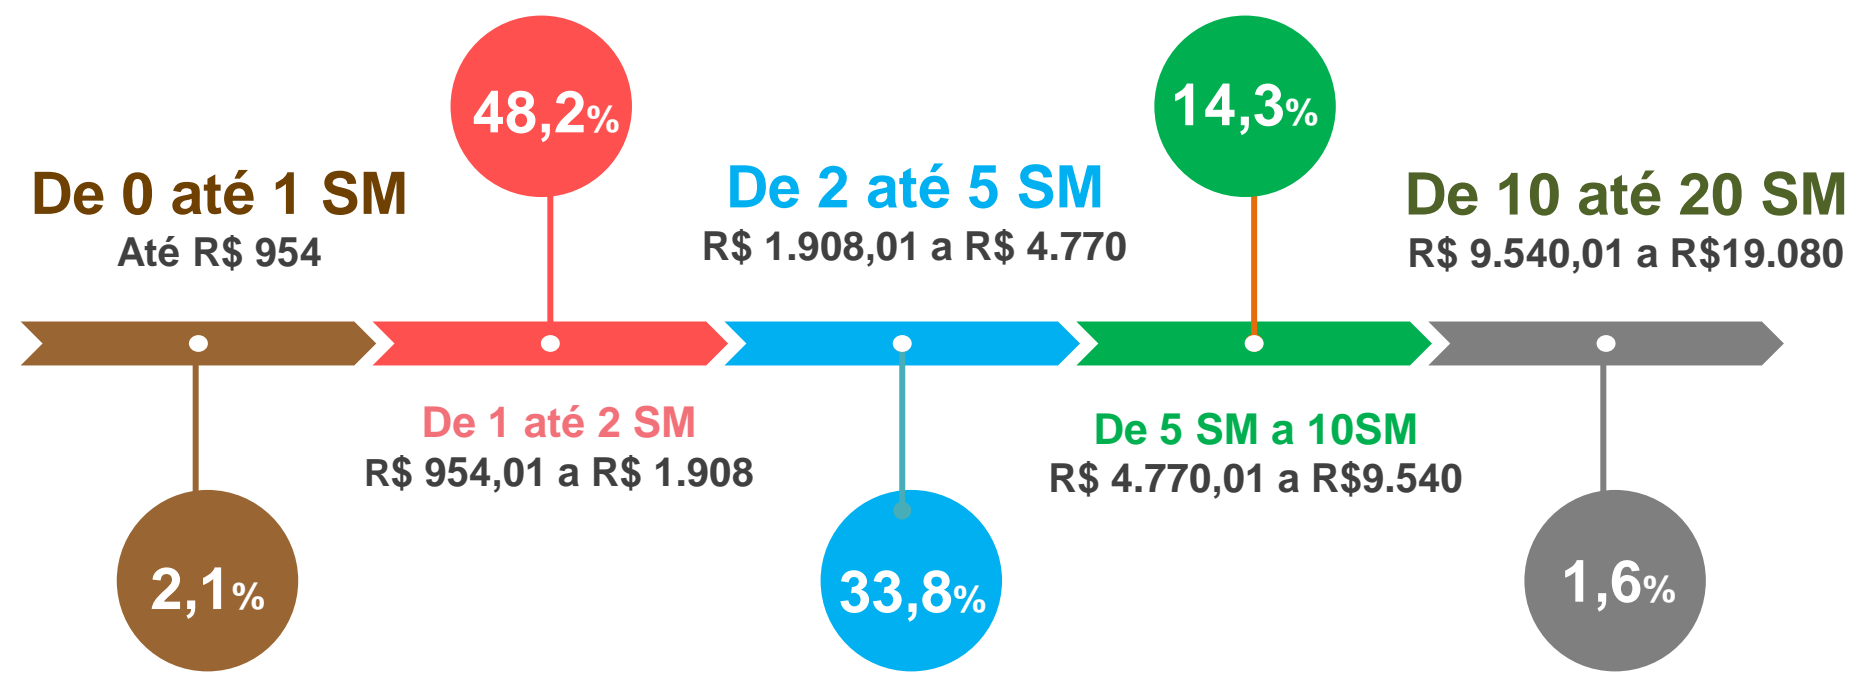 De 0 até 1 SM
Até R$ 954
2,1%
48,2%
De 1 até 2 SM
R$ 954,01 a R$ 1.908
De 2 até 5 SM
R$ 1.908,01 a R$ 4.770
33,8%
14,3%
De 5 SM a 10SM
R$ 4.770,01 a R$9.540
De 10 até 20 SM
R$ 9.540,01 a R$19.080
1,6%